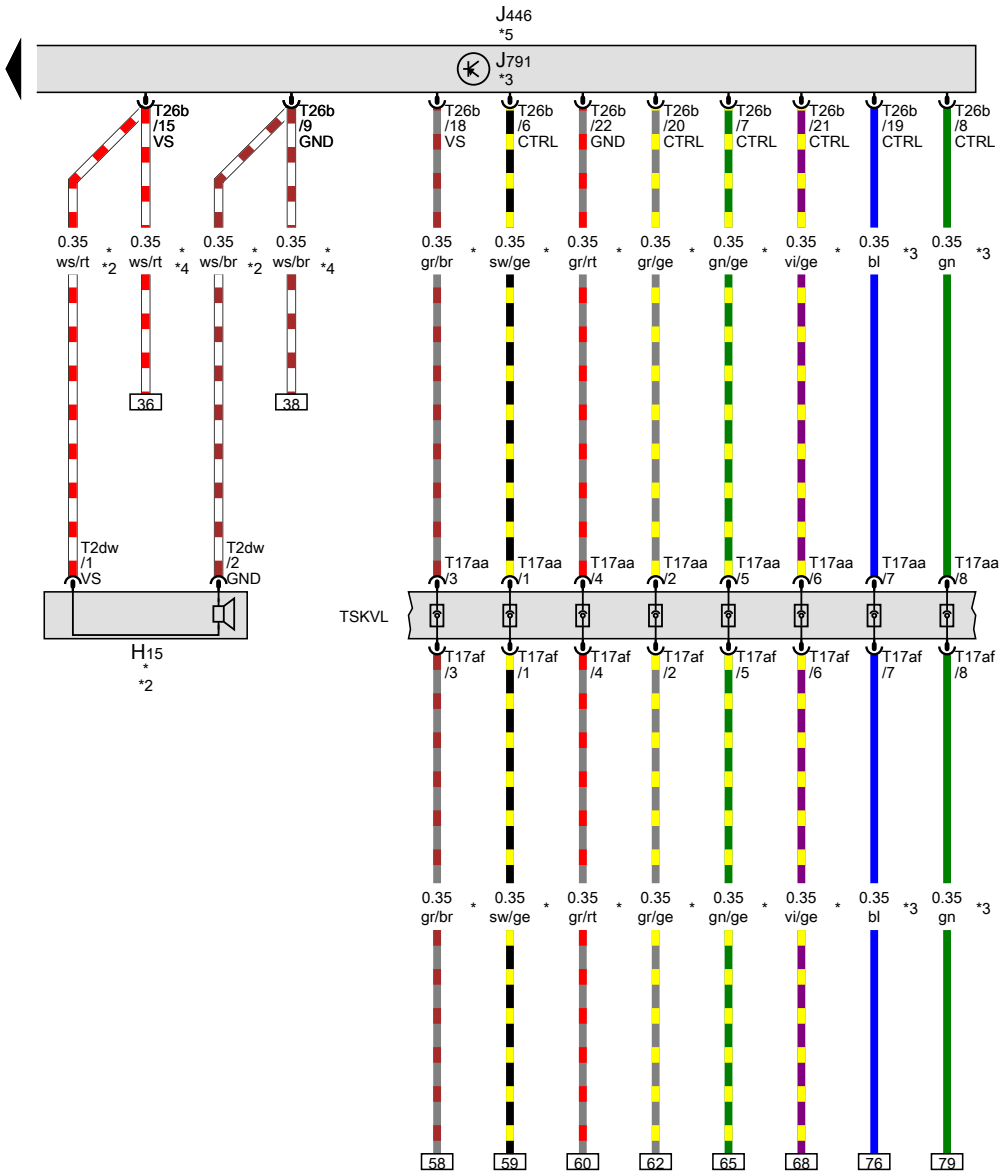 J446
*5
J791
*3
T26b
/15
VS
T26b
/9
GND
T26b
/18
VS
T26b
/6
CTRL
T26b
/22
GND
T26b
/20
CTRL
T26b
/7
CTRL
T26b
/21
CTRL
T26b
/19
CTRL
T26b
/8
CTRL
0.35
ws/rt
*
*2
0.35
ws/rt
*
*4
0.35
ws/br
*
*2
0.35
ws/br
*
*4
0.35
gr/br
*
0.35
sw/ge
*
0.35
gr/rt
*
0.35
gr/ge
*
0.35
gn/ge
*
0.35
vi/ge
*
0.35
bl
*3
0.35
gn
*3
36
38
T2dw
/1
VS
T2dw
/2
GND
T17aa
/3
T17aa
/1
T17aa
/4
T17aa
/2
T17aa
/5
T17aa
/6
T17aa
/7
T17aa
/8
TSKVL
H15
*
*2
T17af
/3
T17af
/1
T17af
/4
T17af
/2
T17af
/5
T17af
/6
T17af
/7
T17af
/8
0.35
gr/br
*
0.35
sw/ge
*
0.35
gr/rt
*
0.35
gr/ge
*
0.35
gn/ge
*
0.35
vi/ge
*
0.35
bl
*3
0.35
gn
*3
58
59
60
62
65
68
76
79